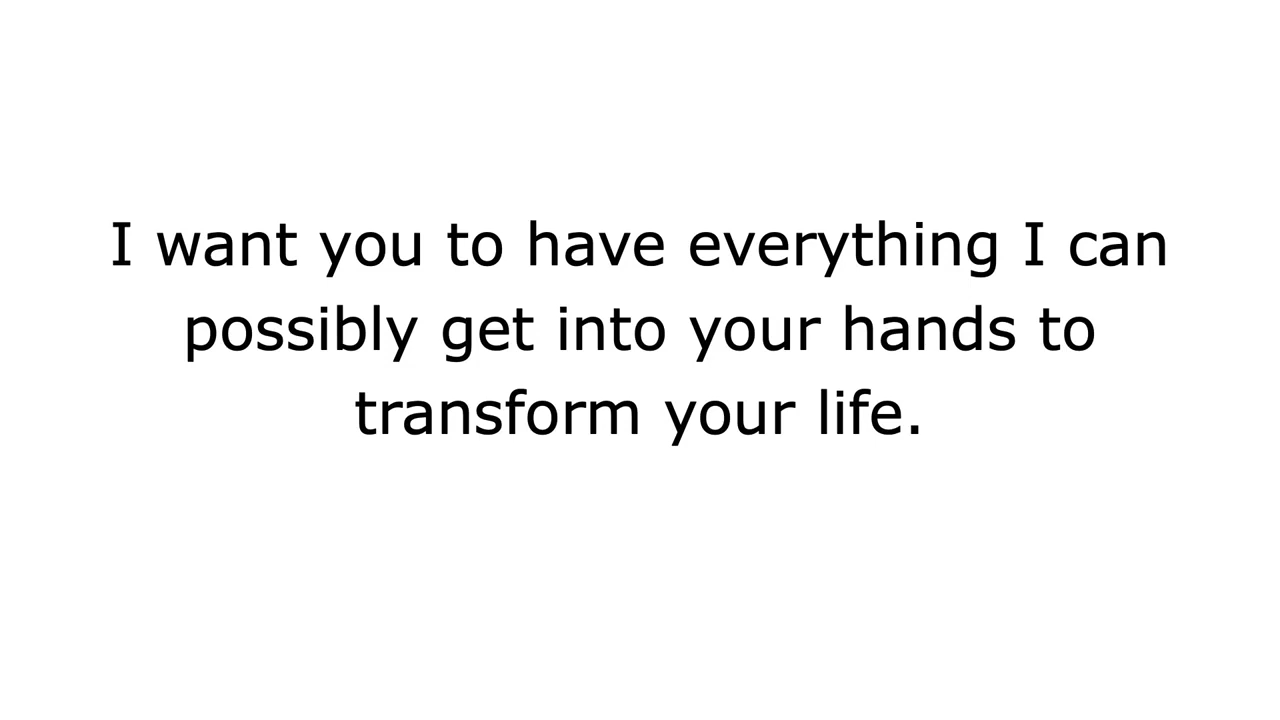 I want you to have everything I can
possibly get into your hands to
transform your life.